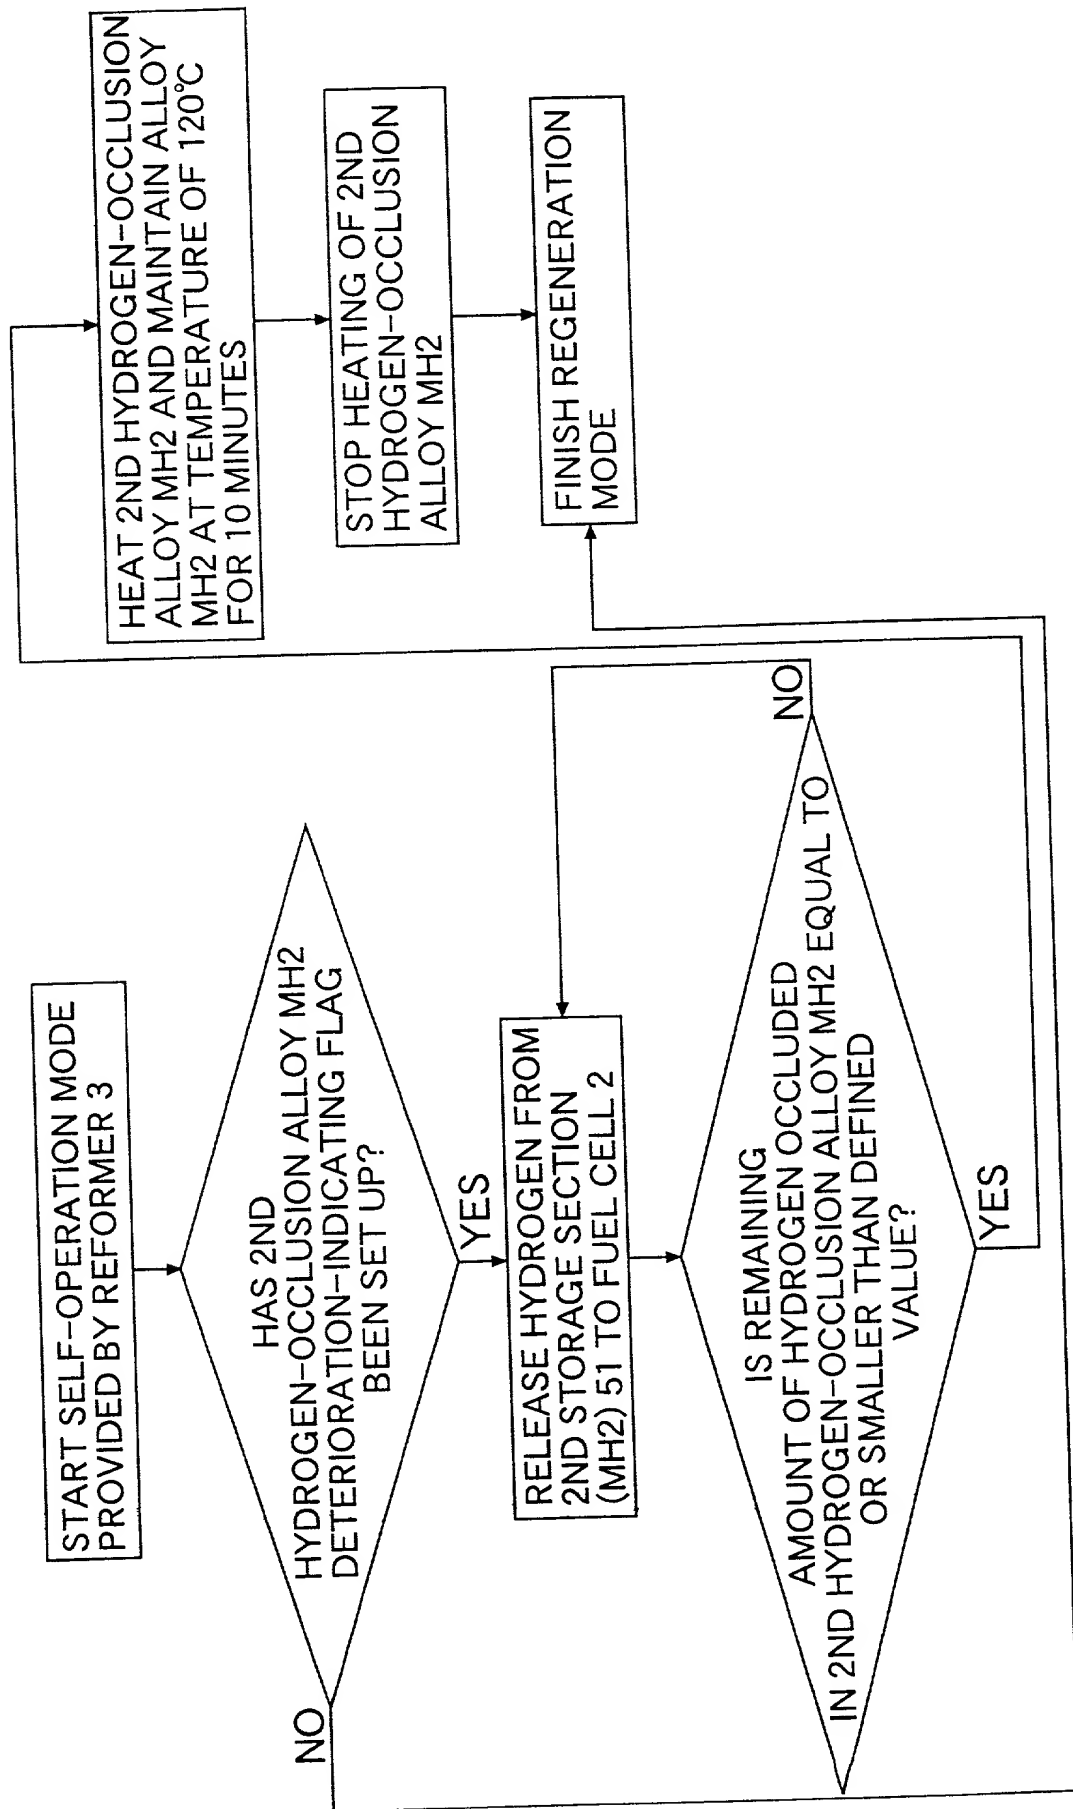 START SELF-OPERATION MODE
PROVIDED BY REFORMER 3
HAS 2ND
HYDROGEN-OCCLUSION ALLOY MH2
DETERIORATION-INDICATING FLAG
BEEN SET UP?
NO
YES
RELEASE HYDROGEN FROM
2ND STORAGE SECTION
(MH2) 51 TO FUEL CELL 2
IS REMAINING
AMOUNT OF HYDROGEN OCCLUDED
IN 2ND HYDROGEN-OCCLUSION ALLOY MH2 EQUAL TO
OR SMALLER THAN DEFINED
VALUE?
NO
YES
HEAT 2ND HYDROGEN-OCCLUSION
ALLOY MH2 AND MAINTAIN ALLOY
MH2 AT TEMPERATURE OF 120°C
FOR 10 MINUTES
STOP HEATING OF 2ND
HYDROGEN-OCCLUSION
ALLOY MH2
FINISH REGENERATION
MODE